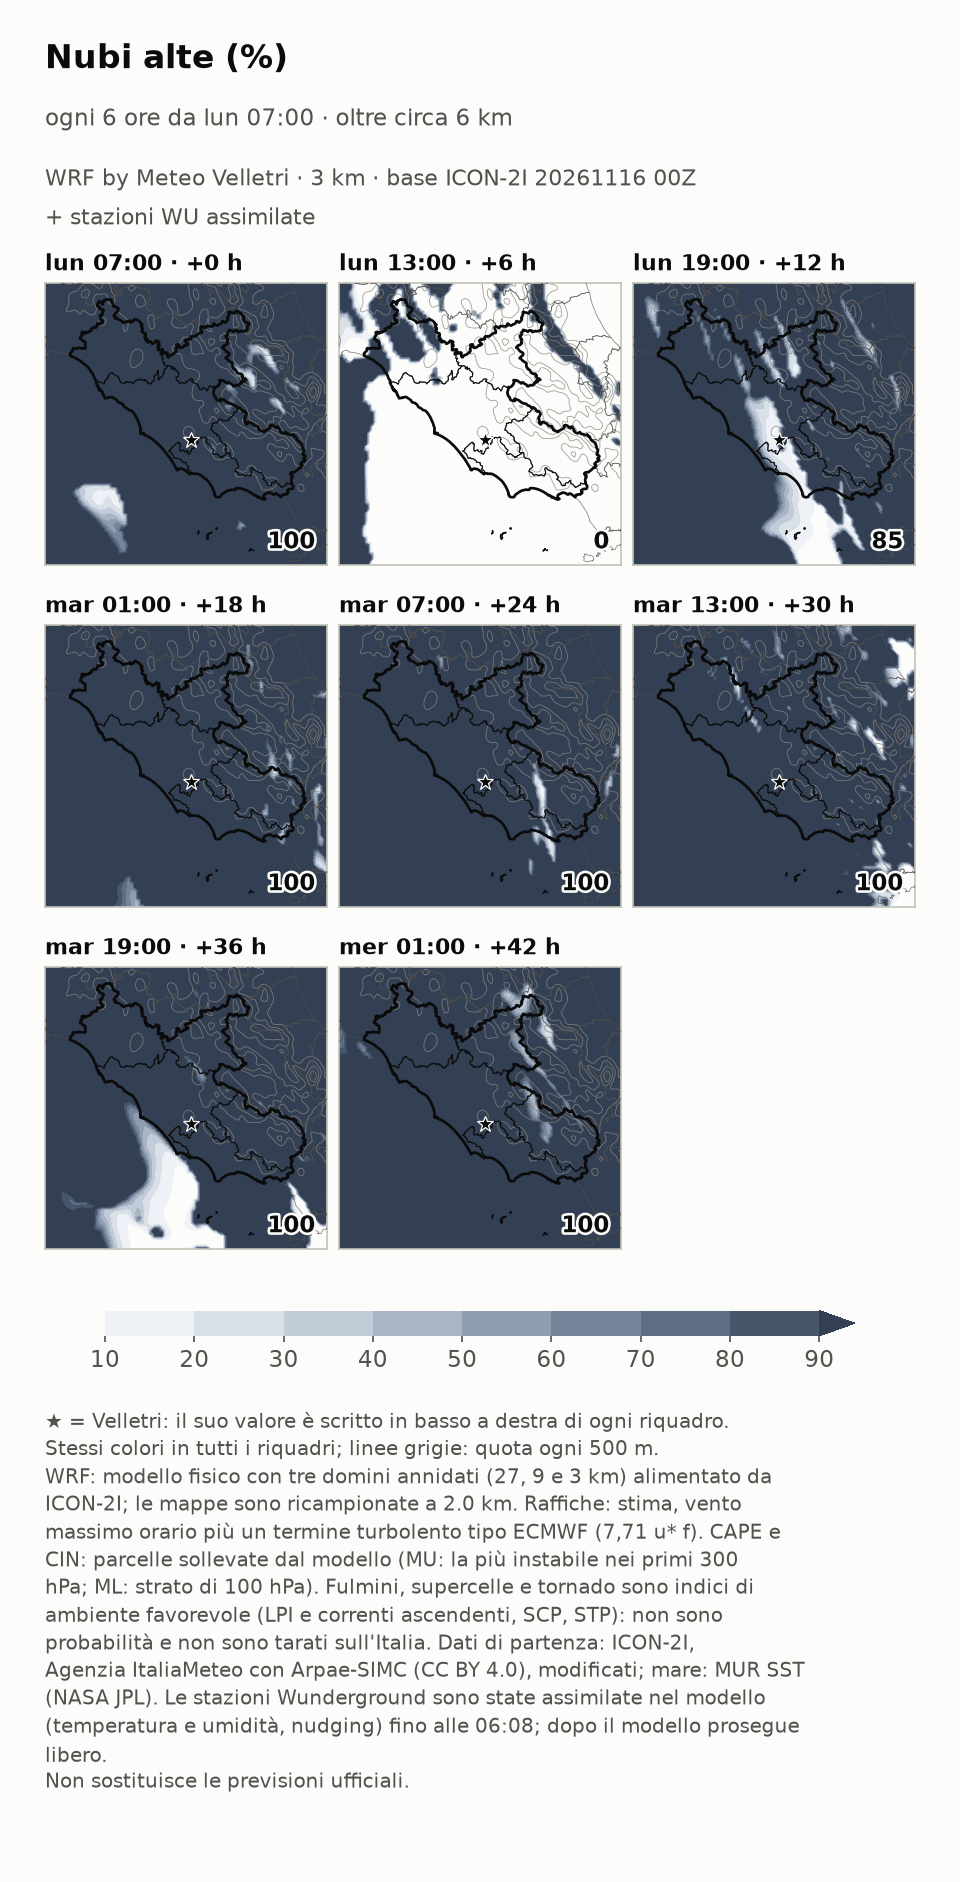 Nubi alte (%)
ogni 6 ore da lun 07:00 · oltre circa 6 km
WRF by Meteo Velletri · 3 km · base ICON-2I 20261116 00Z
+ stazioni WU assimilate
lun 07:00 · +0 h
lun 13:00 · +6 h
lun 19:00 · +12 h
100
0
85
mar 01:00 · +18 h
mar 07:00 · +24 h
mar 13:00 · +30 h
100
100
100
mar 19:00 · +36 h
mer 01:00 · +42 h
100
100
10 20 30 40 50 60 70 80 90
★ = Velletri: il suo valore è scritto in basso a destra di ogni riquadro.
Stessi colori in tutti i riquadri; linee grigie: quota ogni 500 m.
WRF: modello fisico con tre domini annidati (27, 9 e 3 km) alimentato da
ICON-2I; le mappe sono ricampionate a 2.0 km. Raffiche: stima, vento
massimo orario più un termine turbolento tipo ECMWF (7,71 u* f). CAPE e
CIN: parcelle sollevate dal modello (MU: la più instabile nei primi 300
hPa; ML: strato di 100 hPa). Fulmini, supercelle e tornado sono indici di
ambiente favorevole (LPI e correnti ascendenti, SCP, STP): non sono
probabilità e non sono tarati sull'Italia. Dati di partenza: ICON-2I,
Agenzia ItaliaMeteo con Arpae-SIMC (CC BY 4.0), modificati; mare: MUR SST
(NASA JPL). Le stazioni Wunderground sono state assimilate nel modello
(temperatura e umidità, nudging) fino alle 06:08; dopo il modello prosegue
libero.
Non sostituisce le previsioni ufficiali.